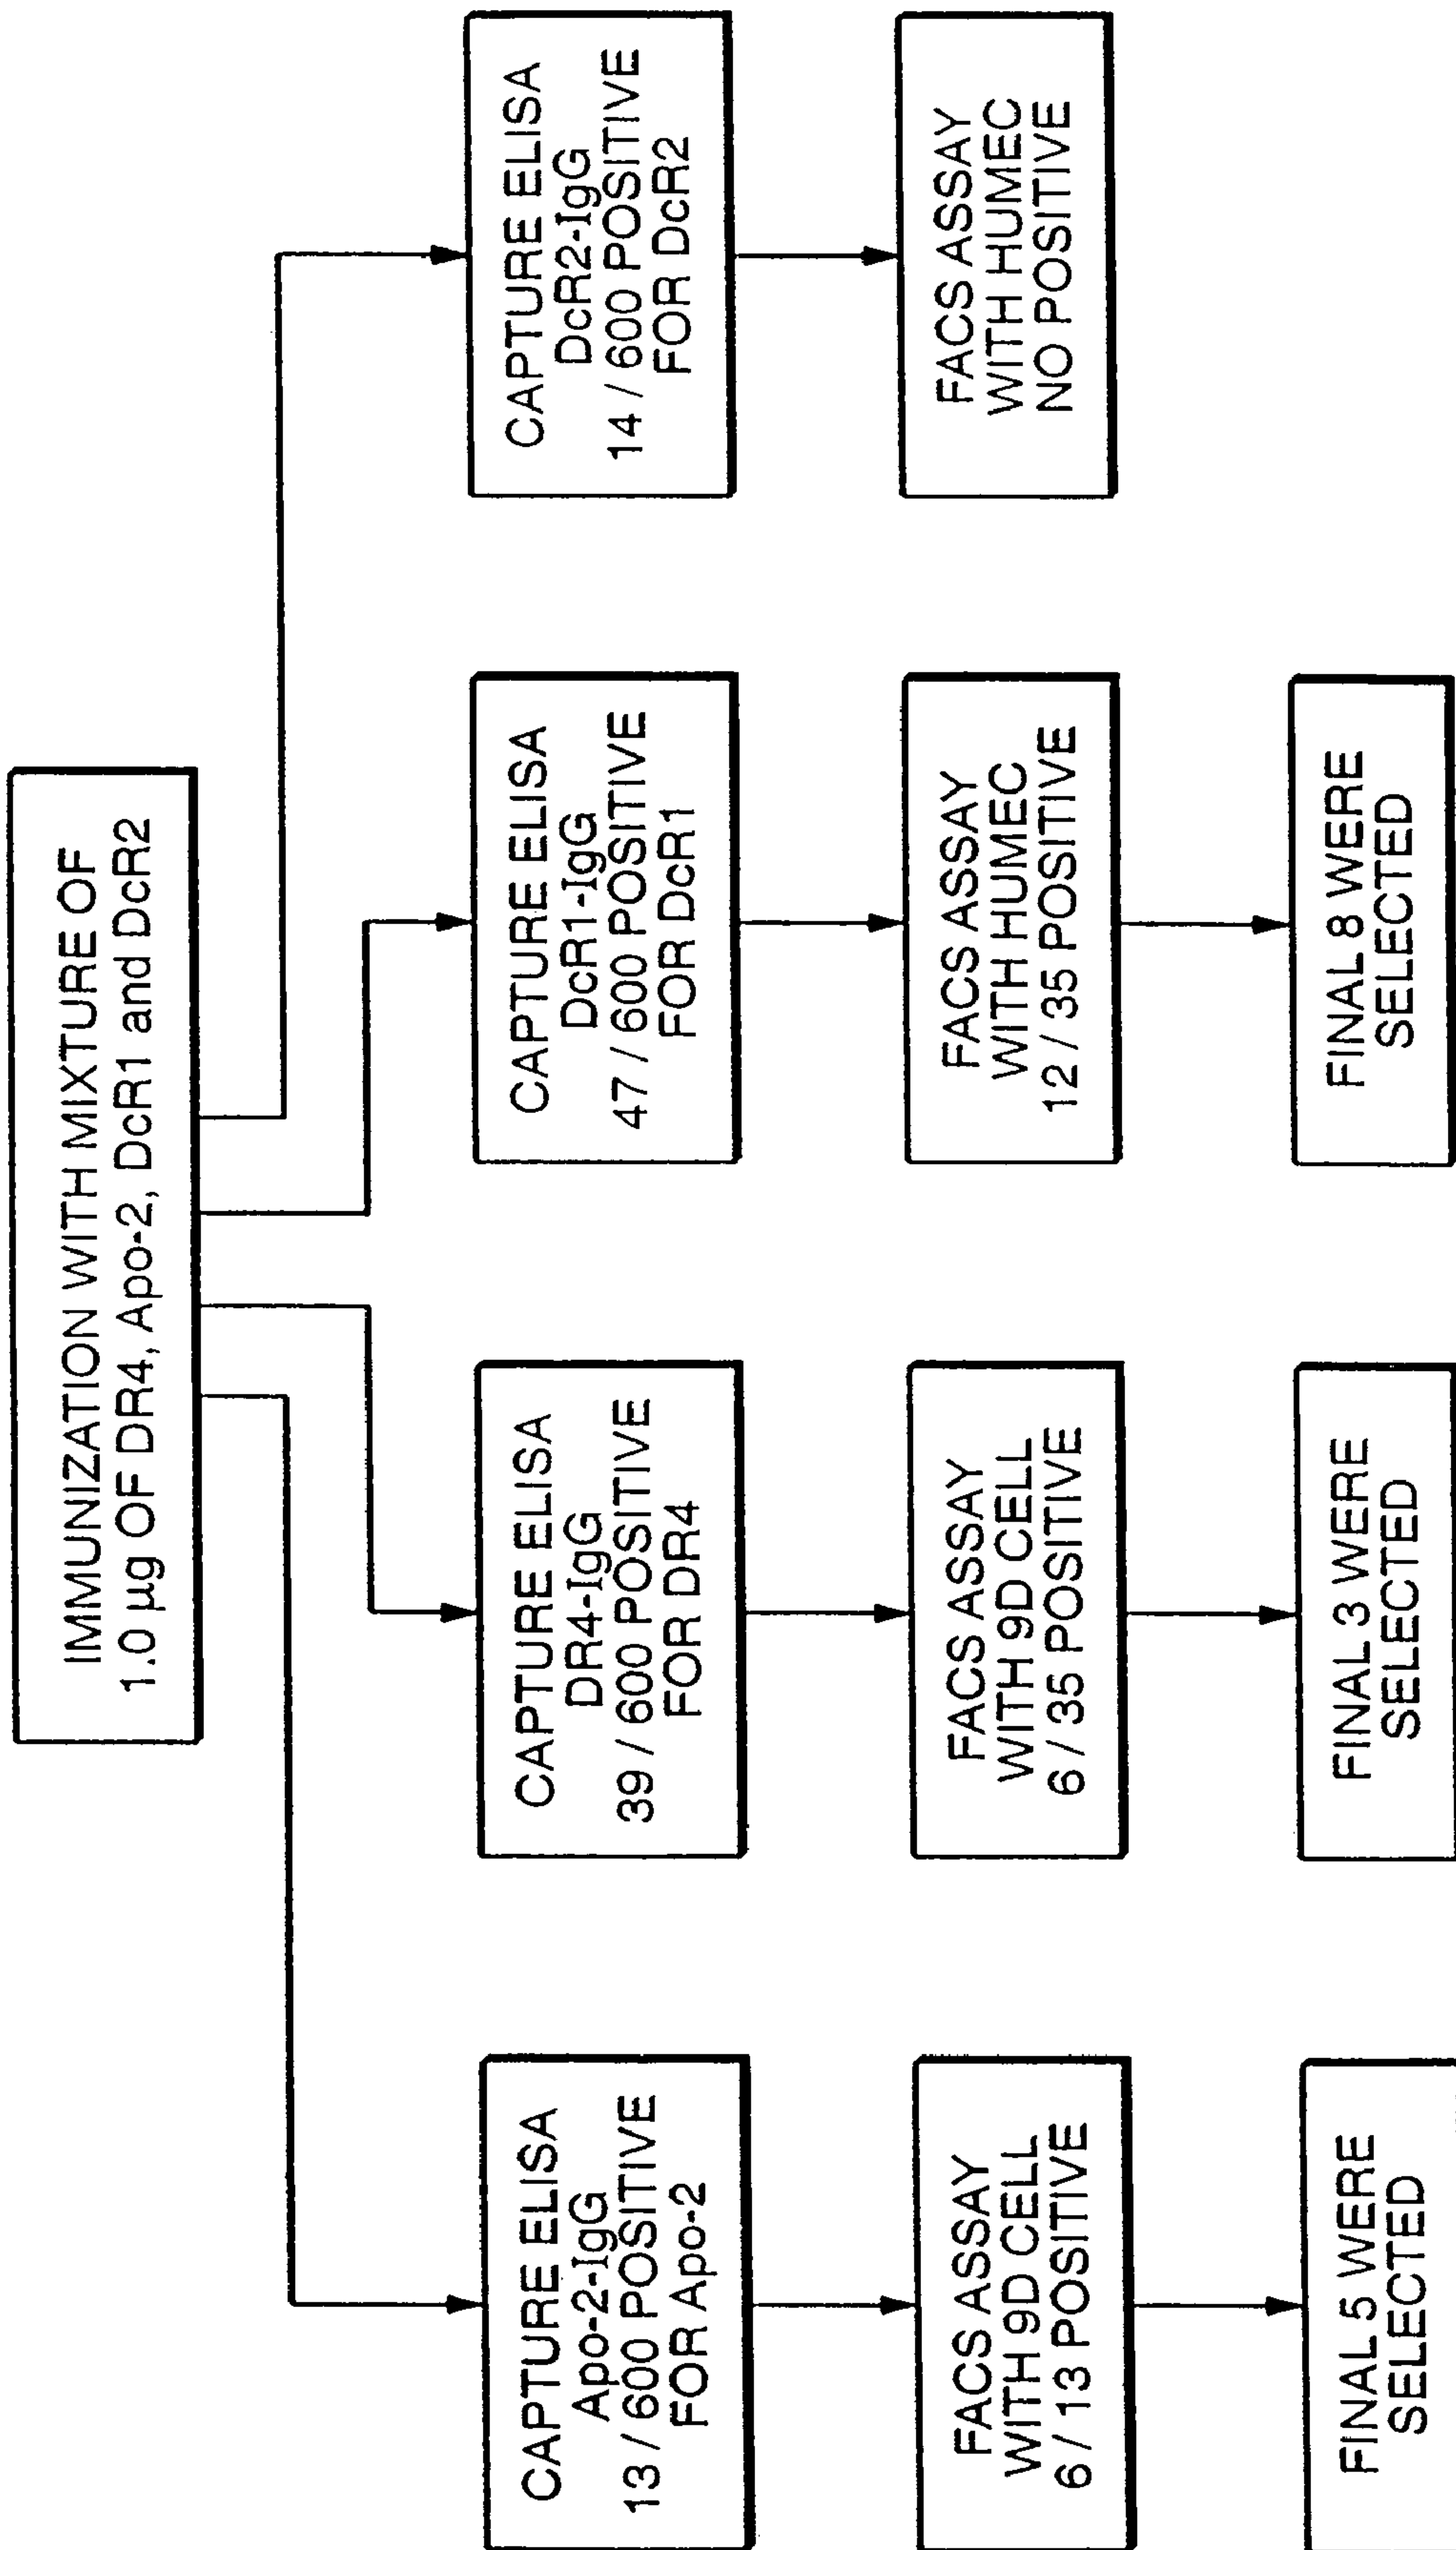 IMMUNIZATION WITH MIXTURE OF
1.0 µg OF DR4, Apo-2, DcR1 and DcR2
CAPTURE ELISA
Apo-2-IgG
13 / 600 POSITIVE
FOR Apo-2
FACS ASSAY
WITH 9D CELL
6 / 13 POSITIVE
FINAL 5 WERE
SELECTED
CAPTURE ELISA
DR4-IgG
39 / 600 POSITIVE
FOR DR4
FACS ASSAY
WITH 9D CELL
6 / 35 POSITIVE
FINAL 3 WERE
SELECTED
CAPTURE ELISA
DcR1-IgG
47 / 600 POSITIVE
FOR DcR1
FACS ASSAY
WITH HUMEC
12 / 35 POSITIVE
FINAL 8 WERE
SELECTED
CAPTURE ELISA
DcR2-IgG
14 / 600 POSITIVE
FOR DcR2
FACS ASSAY
WITH HUMEC
NO POSITIVE